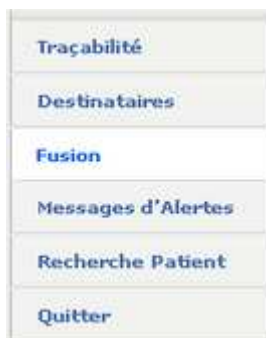 Traçabilité
Destinataires
Fusion
Messages d'Alertes
Recherche Patient
Quitter